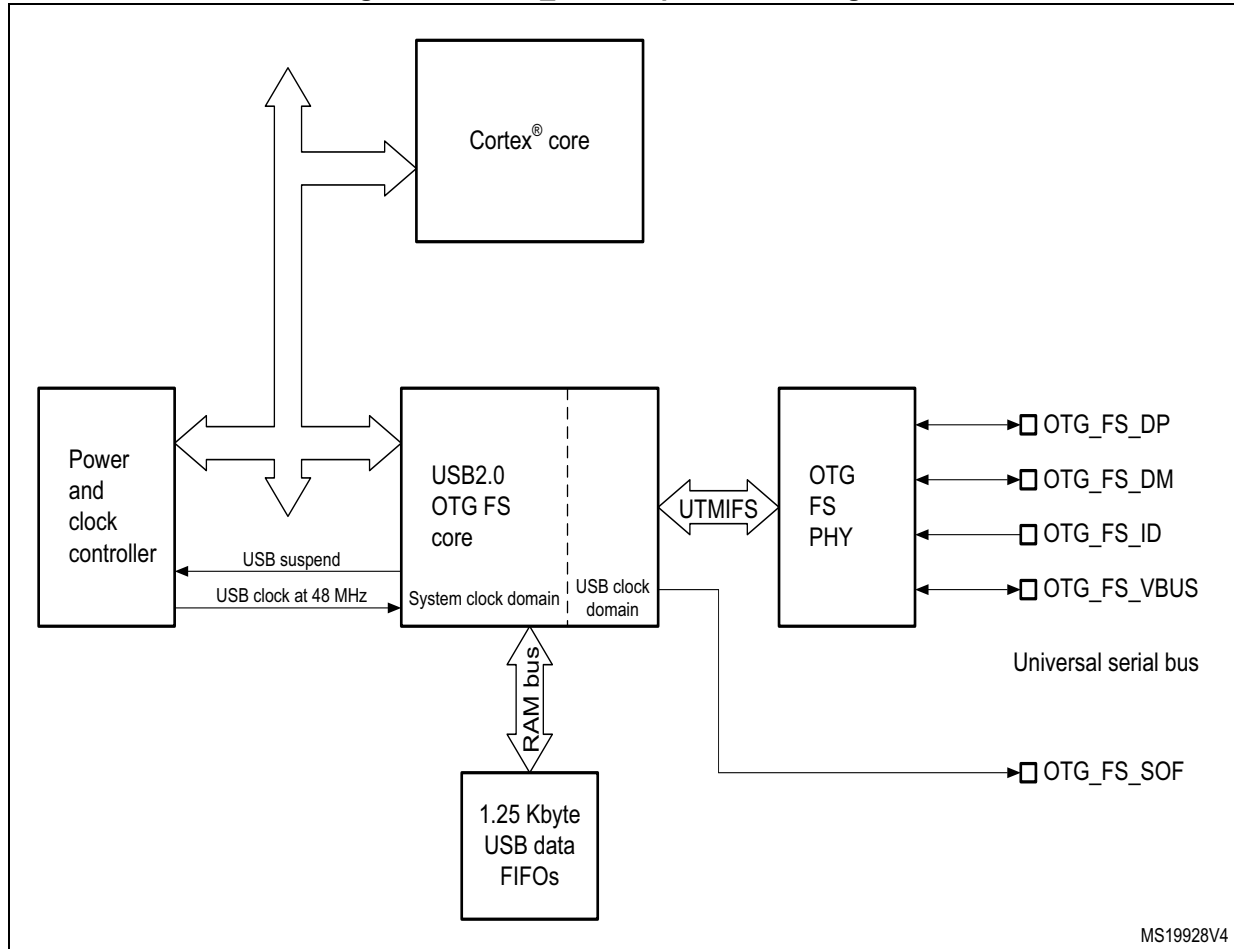 Cortex® core
Power
and
clock
controller
USB2.0
OTG FS
core
UTMIFS
OTG
FS
PHY
OTG_FS_DP
OTG_FS_DM
OTG_FS_ID
OTG_FS_VBUS
USB suspend
USB clock at 48 MHz
System clock domain
USB clock
domain
Universal serial bus
RAM bus
OTG_FS_SOF
1.25 Kbyte
USB data
FIFOs
MS19928V4